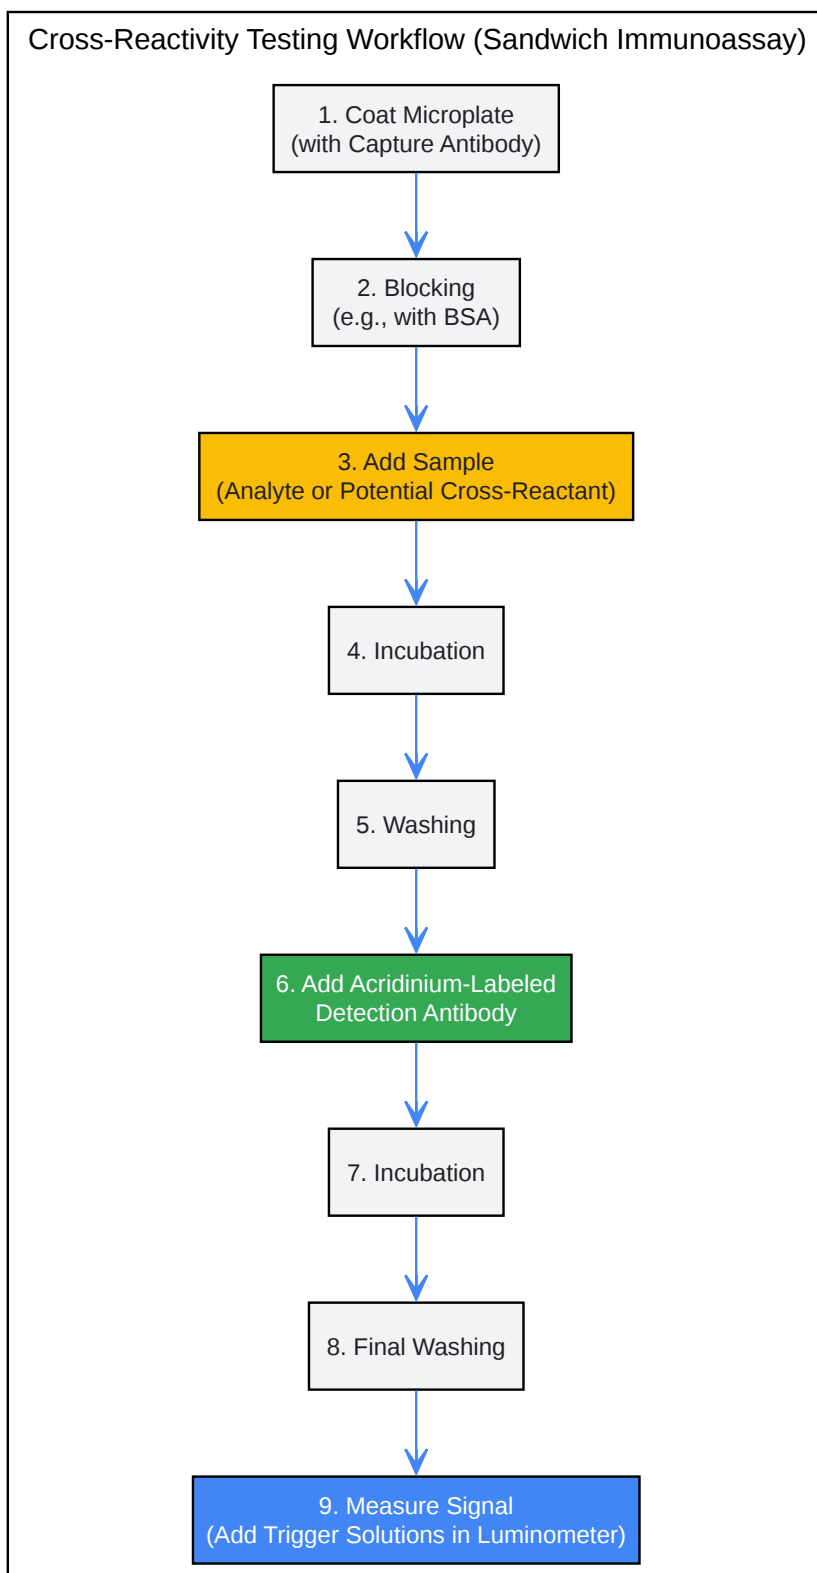 Cross-Reactivity Testing Workflow (Sandwich Immunoassay)
1. Coat Microplate
(with Capture Antibody)
2. Blocking
(e.g., with BSA)
3. Add Sample
(Analyte or Potential Cross-Reactant)
4. Incubation
5. Washing
6. Add Acridinium-Labeled
Detection Antibody
7. Incubation
8. Final Washing
9. Measure Signal
(Add Trigger Solutions in Luminometer)